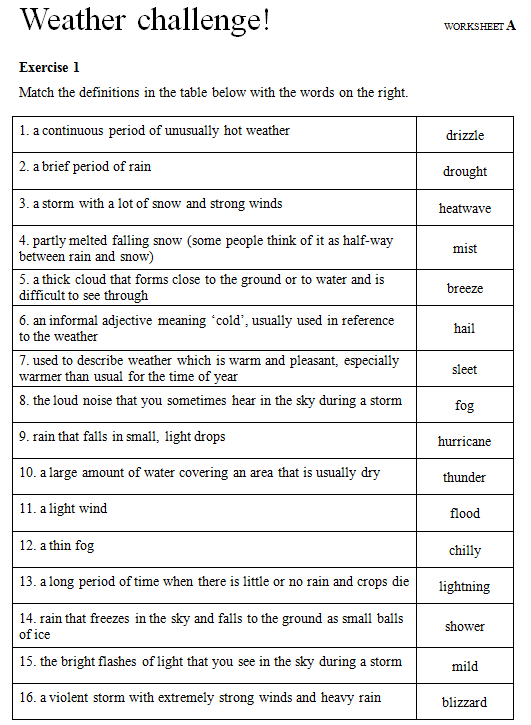 Weather challenge!
WORKSHEET A
Exercise 1
Match the definitions in the table below with the words on the right.
1. a continuous period of unusually hot weather
drizzle
2. a brief period of rain
drought
3. a storm with a lot of snow and strong winds
heatwave
4. partly melted falling snow (some people think of it as half-way
between rain and snow)
mist
5. a thick cloud that forms close to the ground or to water and is
difficult to see through
breeze
6. an informal adjective meaning ‘cold’, usually used in reference
to the weather
hail
7. used to describe weather which is warm and pleasant, especially
warmer than usual for the time of year
sleet
8. the loud noise that you sometimes hear in the sky during a storm
fog
9. rain that falls in small, light drops
hurricane
10. a large amount of water covering an area that is usually dry
thunder
11. a light wind
flood
12. a thin fog
chilly
13. a long period of time when there is little or no rain and crops die
lightning
14. rain that freezes in the sky and falls to the ground as small balls
of ice
shower
15. the bright flashes of light that you see in the sky during a storm
mild
16. a violent storm with extremely strong winds and heavy rain
blizzard